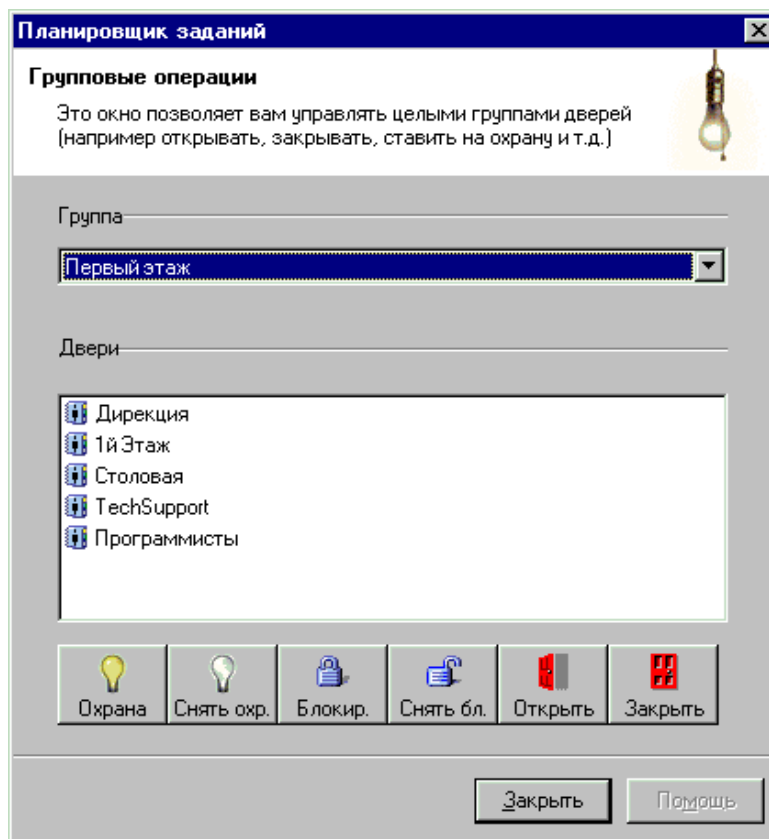 Планировщик заданий
Групповые операции
Это окно позволяет вам управлять целыми группами дверей
(например открывать, закрывать, ставить на охрану и т.д.)
Группа
Первый этаж
Двери
Дирекция
1й Этаж
Столовая
TechSupport
Программисты
Охрана Снять охр. Блокир. Снять бл. Открыть Закрыть
Закрыть Помощь